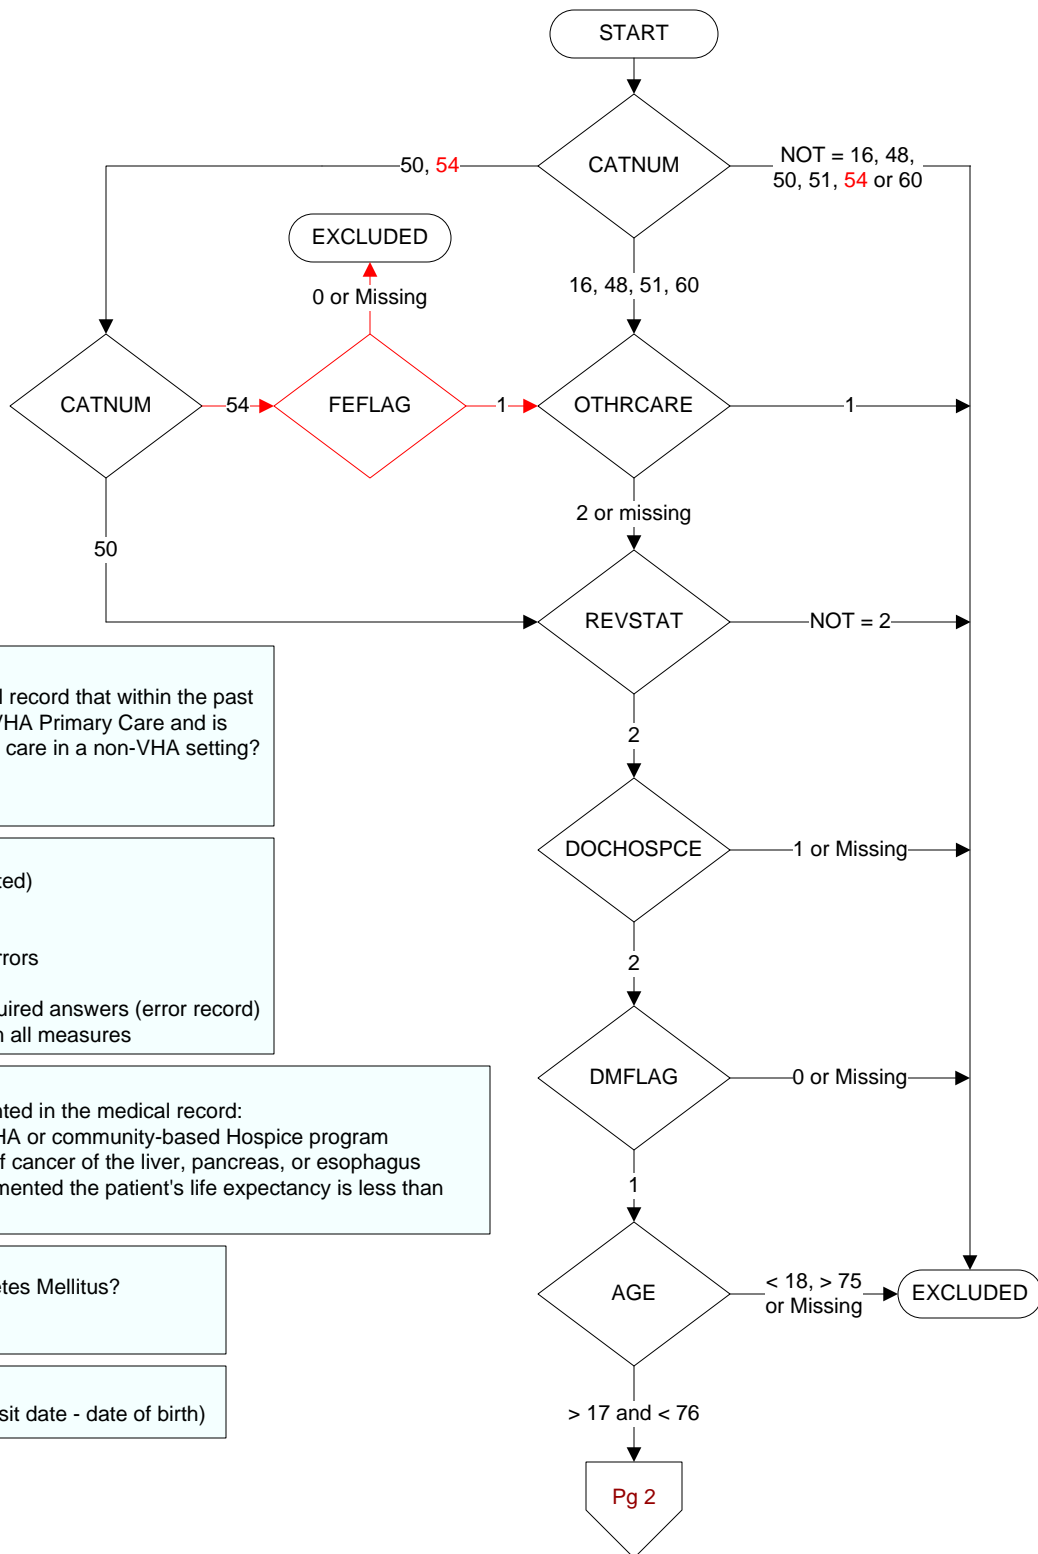 START
CATNUM
50, 54
NOT = 16, 48,
50, 51, 54 or 60
EXCLUDED
0 or Missing
16, 48, 51, 60
CATNUM
54
FEFLAG
1
OTHRCARE
1
2 or missing
50
REVSTAT
NOT = 2
record that within the past
VHA Primary Care and is
care in a non-VHA setting?
2
DOCHOSPCE
1 or Missing
ted)
rrors
uired answers (error record)
all measures
2
DMFLAG
0 or Missing
nted in the medical record:
HA or community-based Hospice program
of cancer of the liver, pancreas, or esophagus
mented the patient's life expectancy is less than
1
AGE
< 18, > 75
or Missing
EXCLUDED
etes Mellitus?
sit date - date of birth)
> 17 and < 76
Pg 2